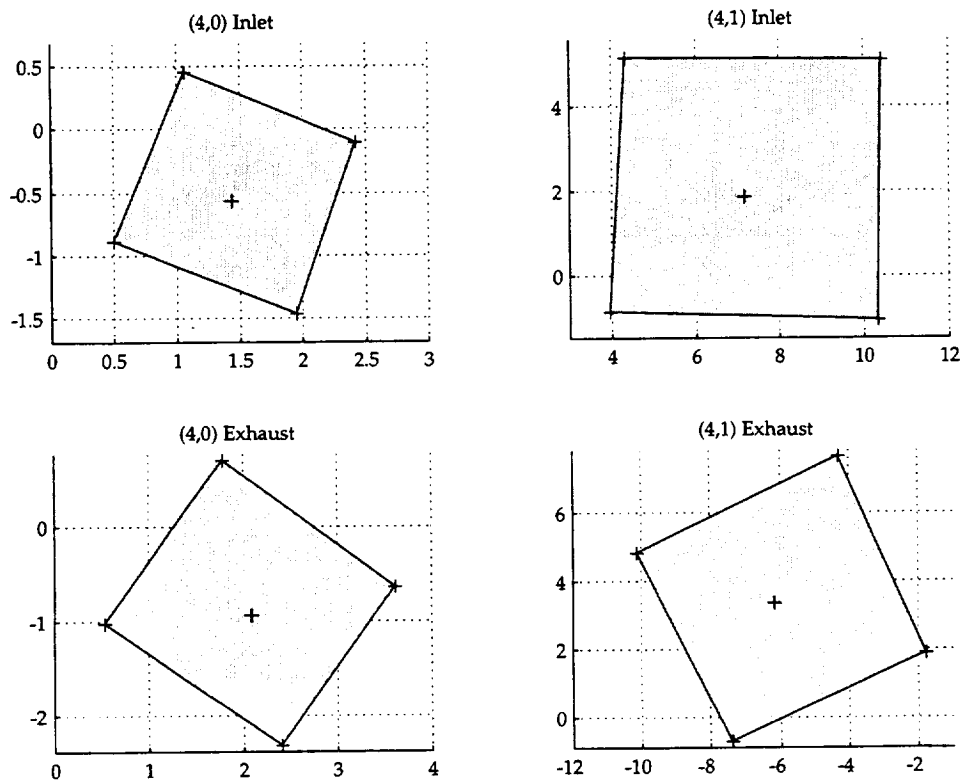 (4,0) Inlet
0.5
0
-0.5
-1
-1.5
0 0.5 1 1.5 2 2.5 3
(4,1) Inlet
4
2
0
4 6 8 10 12
(4,0) Exhaust
0
-1
-2
0 1 2 3 4
(4,1) Exhaust
6
4
2
0
-12 -10 -8 -6 -4 -2